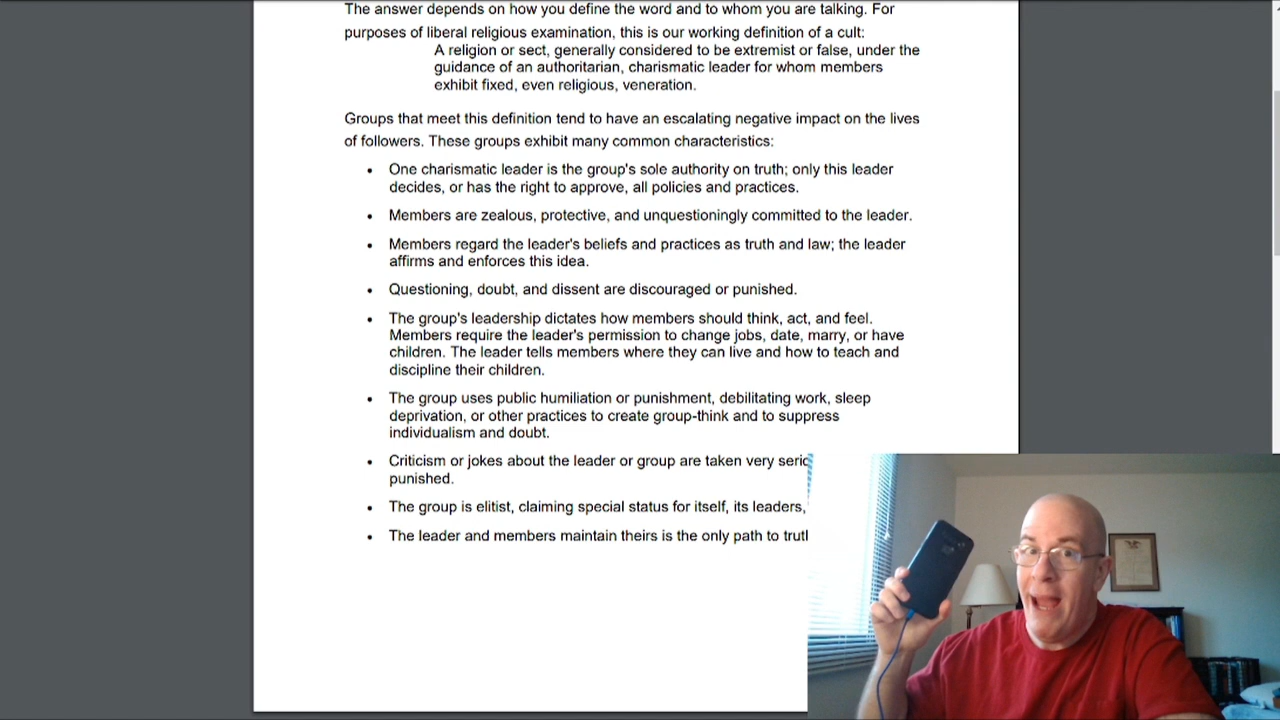 The answer depends on how you define the word and to whom you are talking. For
purposes of liberal religious examination, this is our working definition of a cult:
A religion or sect, generally considered to be extremist or false, under the
guidance of an authoritarian, charismatic leader for whom members
exhibit fixed, even religious, veneration.
Groups that meet this definition tend to have an escalating negative impact on the lives
of followers. These groups exhibit many common characteristics:
• One charismatic leader is the group's sole authority on truth; only this leader
decides, or has the right to approve, all policies and practices.
• Members are zealous, protective, and unquestioningly committed to the leader.
• Members regard the leader's beliefs and practices as truth and law; the leader
affirms and enforces this idea.
• Questioning, doubt, and dissent are discouraged or punished.
• The group's leadership dictates how members should think, act, and feel.
Members require the leader's permission to change jobs, date, marry, or have
children. The leader tells members where they can live and how to teach and
discipline their children.
• The group uses public humiliation or punishment, debilitating work, sleep
deprivation, or other practices to create group-think and to suppress
individualism and doubt.
• Criticism or jokes about the leader or group are taken very
punished.
• The group is elitist, claiming special status for itself, its leaders,
• The leader and members maintain theirs is the only path to